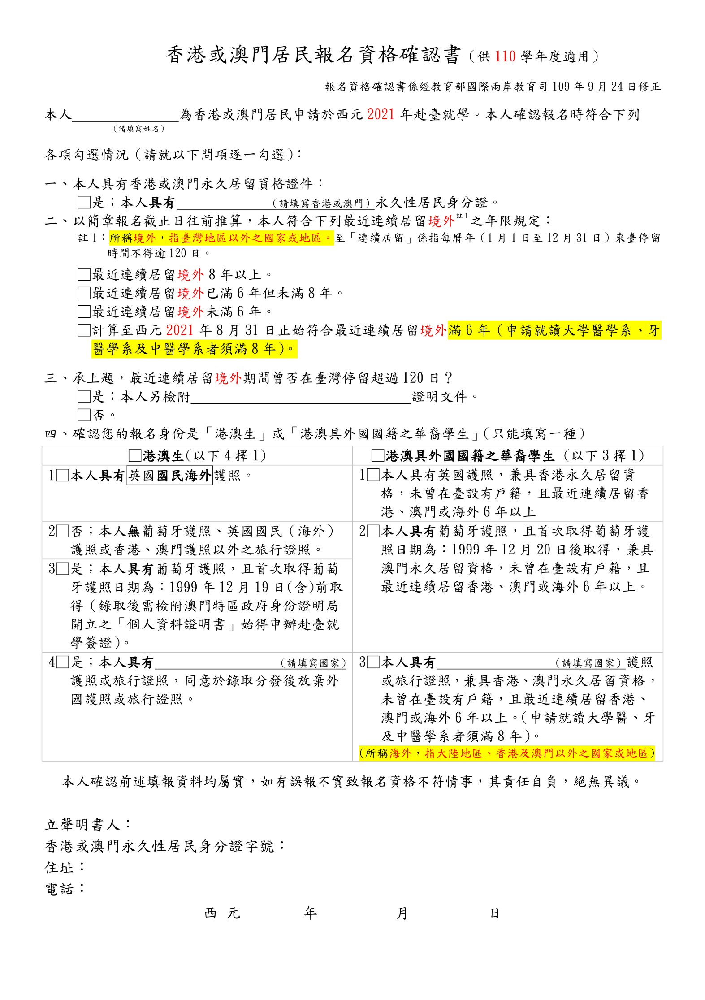 香港或澳門居民報名資格確認書（供 110 學年度適用）
報名資格確認書係經教育部國際兩岸教育司 109 年 9 月 24 日修正
本人＿＿＿＿＿＿＿為香港或澳門居民申請於西元 2021 年赴臺就學。本人確認報名時符合下列
（請填寫姓名）
各項勾選情況（請就以下問項逐一勾選）：
一、本人具有香港或澳門永久居留資格證件：
□是；本人具有＿＿＿＿＿＿（請填寫香港或澳門）永久性居民身分證。
二、以簡章報名截止日往前推算，本人符合下列最近連續居留境外註1之年限規定：
註 1：所稱境外，指臺灣地區以外之國家或地區。至「連續居留」係指每曆年（1 月 1 日至 12 月 31 日）來臺停留
時間不得逾 120 日。
□最近連續居留境外 8 年以上。
□最近連續居留境外已滿 6 年但未滿 8 年。
□最近連續居留境外未滿 6 年。
□計算至西元 2021 年 8 月 31 日止始符合最近連續居留境外滿 6 年（申請就讀大學醫學系、牙
醫學系及中醫學系者須滿 8 年）。
三、承上題，最近連續居留境外期間曾否在臺灣停留超過 120 日？
□是；本人另檢附＿＿＿＿＿＿＿＿＿＿＿＿＿＿＿證明文件。
□否。
四、確認您的報名身份是「港澳生」或「港澳具外國國籍之華裔學生」（只能填寫一種）
□港澳生（以下 4 擇 1）
1□本人具有英國國民海外護照。
2□否；本人無葡萄牙護照、英國國民（海外）
護照或香港、澳門護照以外之旅行證照。
3□是；本人具有葡萄牙護照，且首次取得葡萄
牙護照日期為：1999 年 12 月 19 日（含）前取
得（錄取後需檢附澳門特區政府身份證明局
開立之「個人資料證明書」始得申辦赴臺就
學簽證）。
4□是；本人具有＿＿＿＿＿＿＿＿（請填寫國家）
護照或旅行證照，同意於錄取分發後放棄外
國護照或旅行證照。
□港澳具外國國籍之華裔學生（以下 3 擇 1）
1□本人具有英國護照，兼具香港永久居留資
格，未曾在臺設有戶籍，且最近連續居留香
港、澳門或海外 6 年以上
2□本人具有葡萄牙護照，且首次取得葡萄牙護
照日期為：1999 年 12 月 20 日後取得，兼具
澳門永久居留資格，未曾在臺設有戶籍，且
最近連續居留香港、澳門或海外 6 年以上。
3□本人具有＿＿＿＿＿＿＿＿（請填寫國家）護照
或旅行證照，兼具香港、澳門永久居留資格，
未曾在臺設有戶籍，且最近連續居留香港、
澳門或海外 6 年以上。（申請就讀大學醫、牙
及中醫學系者須滿 8 年）。
（所稱海外，指大陸地區、香港及澳門以外之國家或地區）
本人確認前述填報資料均屬實，如有誤報不實致報名資格不符情事，其責任自負，絕無異議。
立聲明書人：
香港或澳門永久性居民身分證字號：
住址：
電話：
西 元 年 月 日